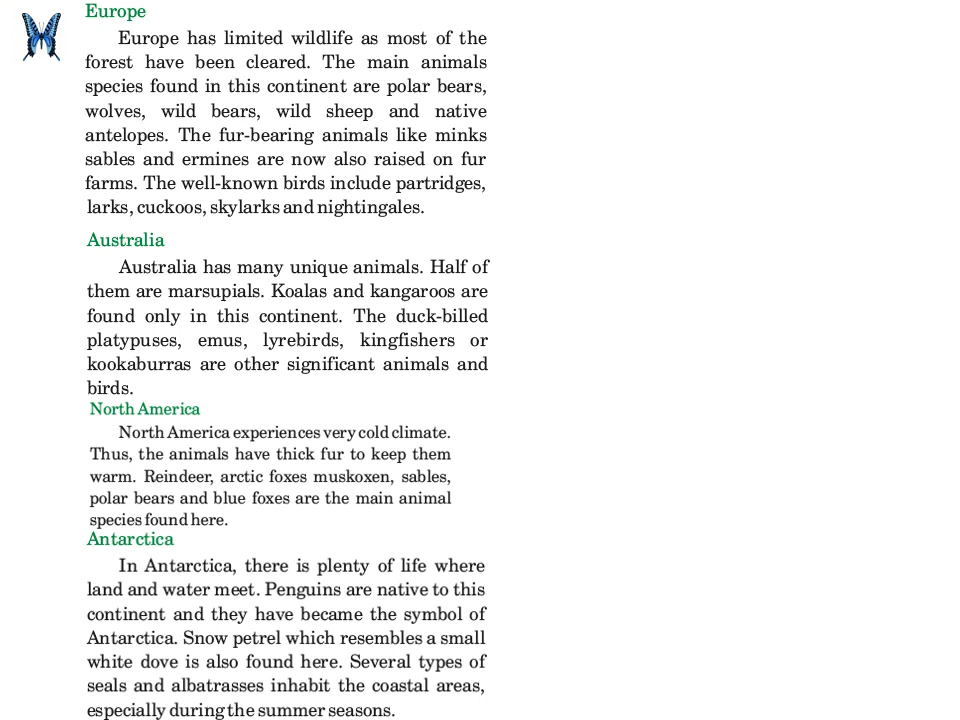 Europe
Europe has limited wildlife as most of the
forest have been cleared. The main animals
species found in this continent are polar bears,
wolves, wild bears, wild sheep and native
antelopes. The fur-bearing animals like minks
sables and ermines are now also raised on fur
farms. The well-known birds include partridges,
larks, cuckoos, skylarks and nightingales.
Australia
Australia has many unique animals. Half of
them are marsupials. Koalas and kangaroos are
found only in this continent. The duck-billed
platypuses, emus, lyrebirds, kingfishers or
kookaburras are other significant animals and
birds.
North America
North America experiences very cold climate.
Thus, the animals have thick fur to keep them
warm. Reindeer, arctic foxes muskoxen, sables,
polar bears and blue foxes are the main animal
species found here.
Antarctica
In Antarctica, there is plenty of life where
land and water meet. Penguins are native to this
continent and they have became the symbol of
Antarctica. Snow petrel which resembles a small
white dove is also found here. Several types of
seals and albatrasses inhabit the coastal areas,
especially during the summer seasons.